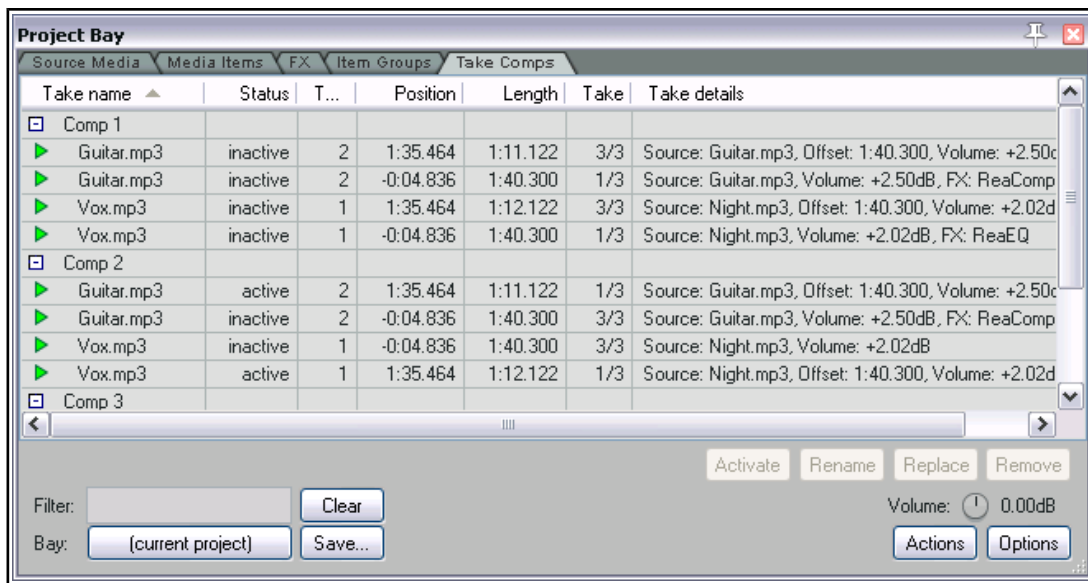 Project Bay
Source Media Media Items FX Item Groups Take Comps
Take name Status T... Position Length Take Take details
Comp 1
Guitar.mp3 inactive 2 1:35.464 1:11.122 3/3 Source: Guitar.mp3, Offset: 1:40.300, Volume: +2.50d
Guitar.mp3 inactive 2 -0:04.836 1:40.300 1/3 Source: Guitar.mp3, Volume: +2.50dB, FX: ReaComp
Vox.mp3 inactive 1 1:35.464 1:12.122 3/3 Source: Night.mp3, Offset: 1:40.300, Volume: +2.02d
Vox.mp3 inactive 1 -0:04.836 1:40.300 1/3 Source: Night.mp3, Volume: +2.02dB, FX: ReaEQ
Comp 2
Guitar.mp3 active 2 1:35.464 1:11.122 1/3 Source: Guitar.mp3, Offset: 1:40.300, Volume: +2.50d
Guitar.mp3 inactive 2 -0:04.836 1:40.300 3/3 Source: Guitar.mp3, Volume: +2.50dB, FX: ReaComp
Vox.mp3 inactive 1 -0:04.836 1:40.300 3/3 Source: Night.mp3, Volume: +2.02dB
Vox.mp3 active 1 1:35.464 1:12.122 1/3 Source: Night.mp3, Offset: 1:40.300, Volume: +2.02d
Comp 3
Activate Rename Replace Remove
Filter: Clear Volume: 0.00dB
Bay: (current project) Save... Actions Options